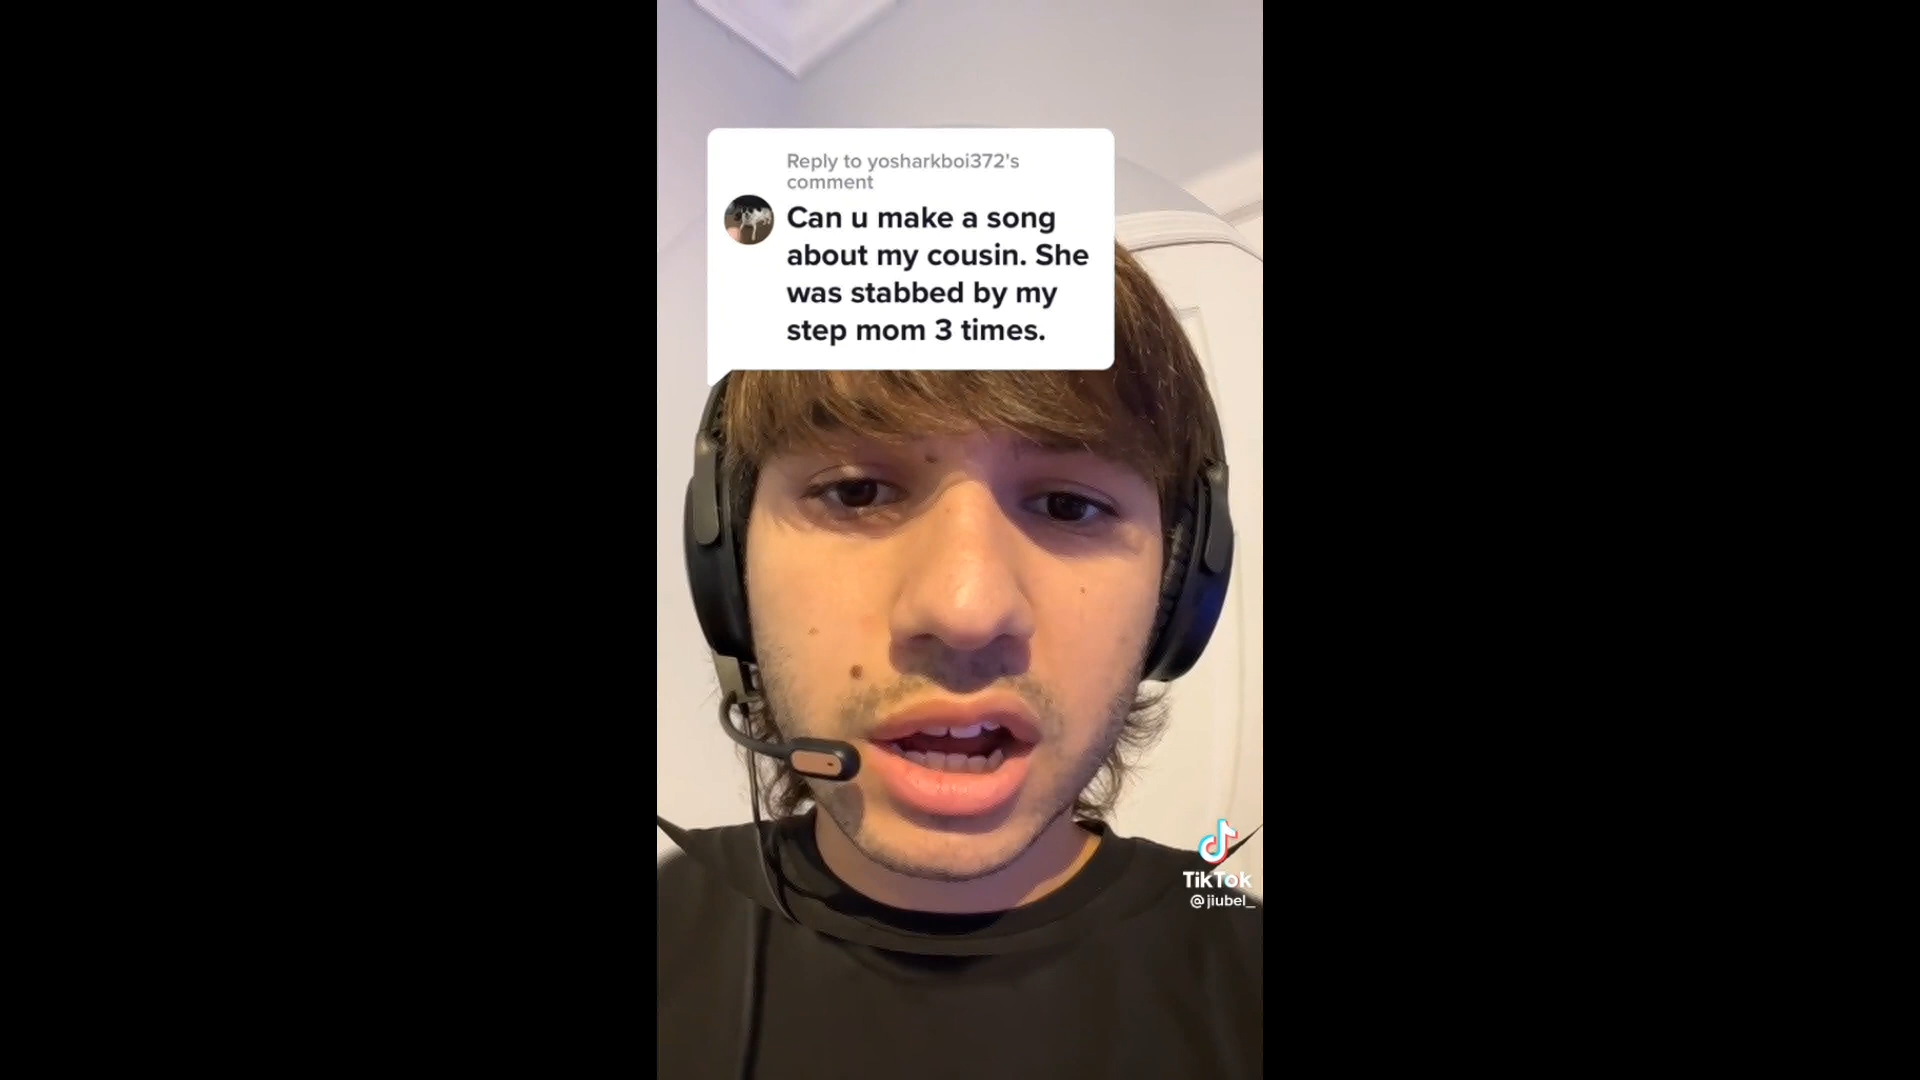 Reply to yosharkboi372's
comment
Can u make a song
about my cousin. She
was stabbed by my
step mom 3 times.
TikTok
@jiubel_